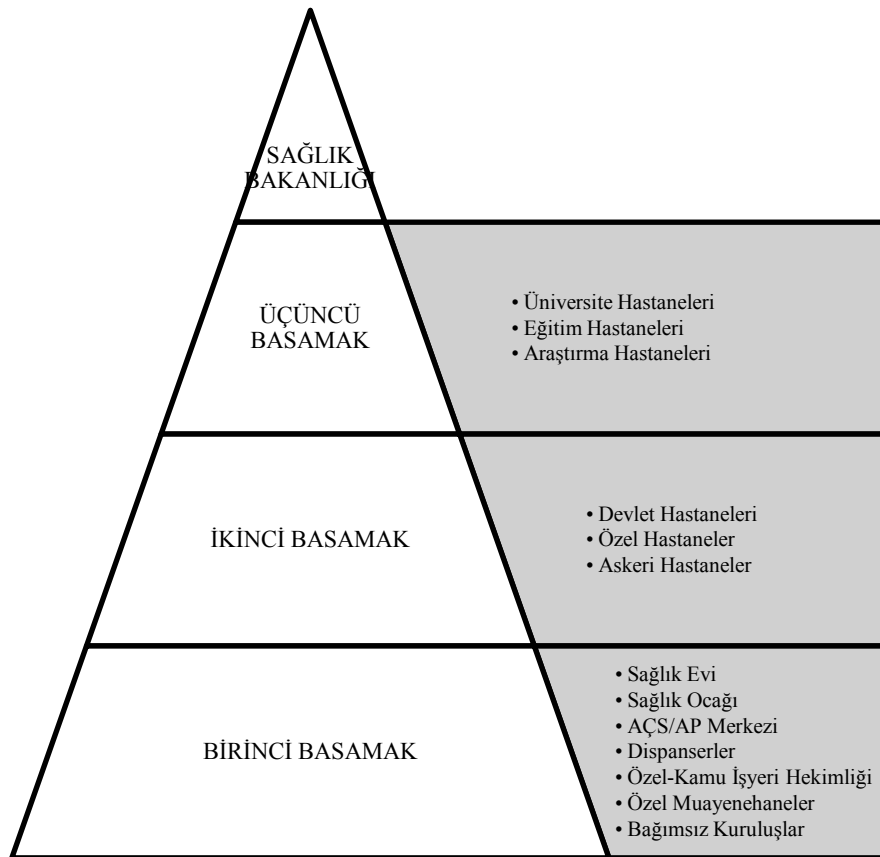 SAĞLIK
BAKANLIĞI
ÜÇÜNCÜ
BASAMAK
• Üniversite Hastaneleri
• Eğitim Hastaneleri
• Araştırma Hastaneleri
İKİNCİ BASAMAK
• Devlet Hastaneleri
• Özel Hastaneler
• Askeri Hastaneler
BİRİNCİ BASAMAK
• Sağlık Evi
• Sağlık Ocağı
• AÇS/AP Merkezi
• Dispanserler
• Özel-Kamu İşyeri Hekimliği
• Özel Muayenehaneler
• Bağımsız Kuruluşlar